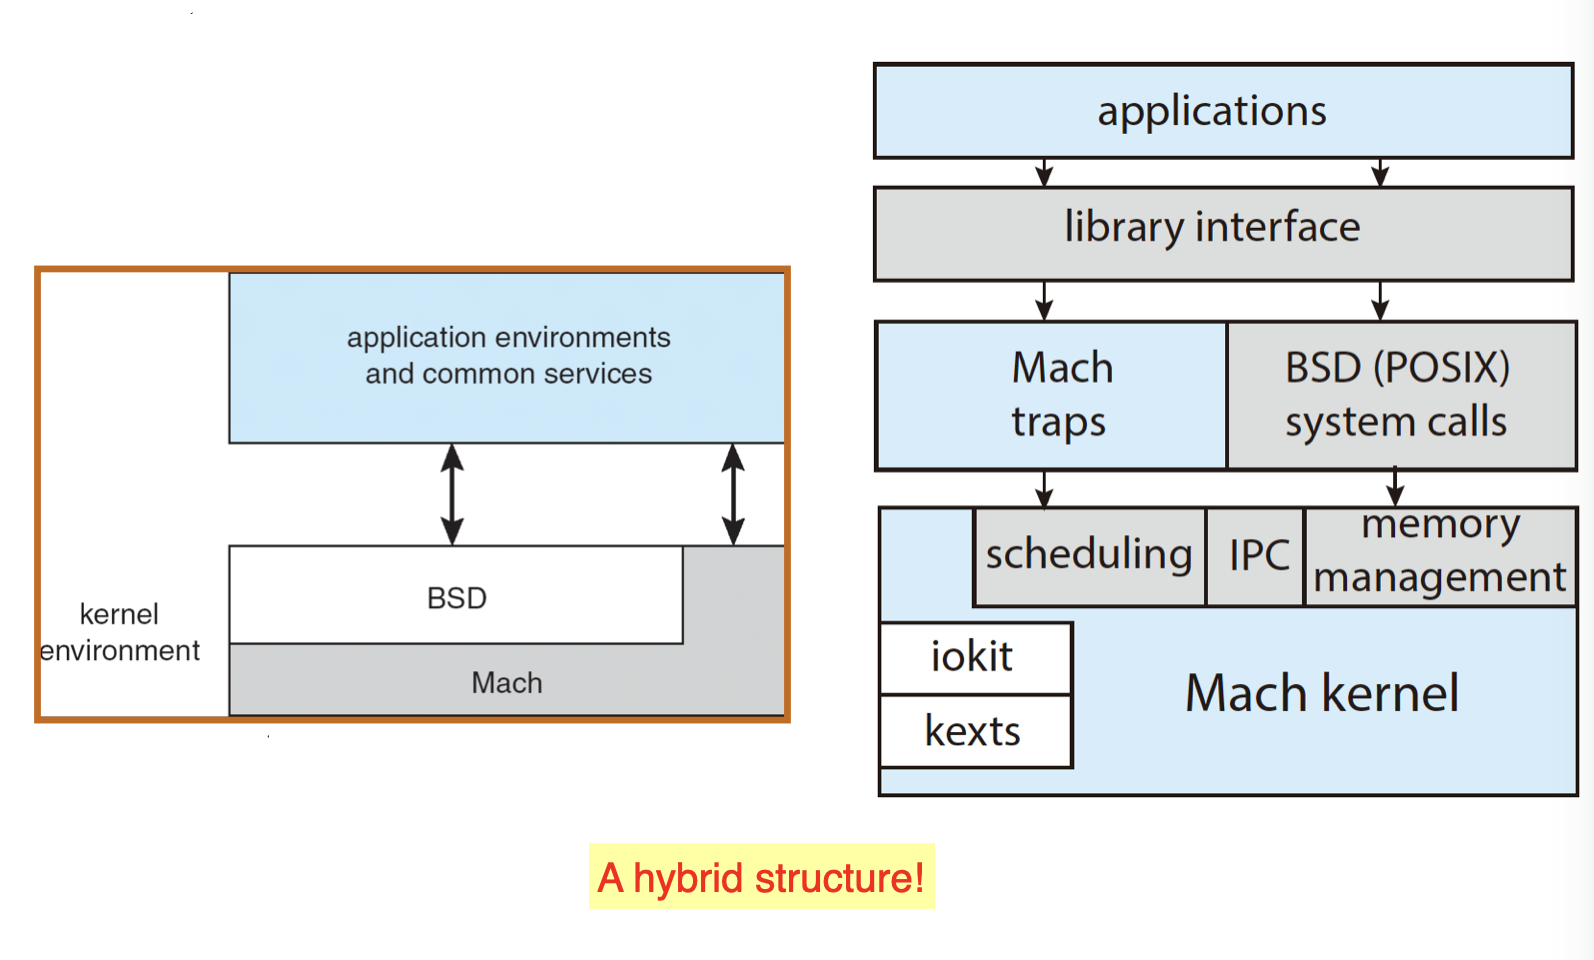 application environments
and common services
BSD
kernel
environment
Mach
applications
library interface
Mach
traps
BSD (POSIX)
system calls
scheduling
IPC
memory
management
iokit
kexts
Mach kernel
A hybrid structure!